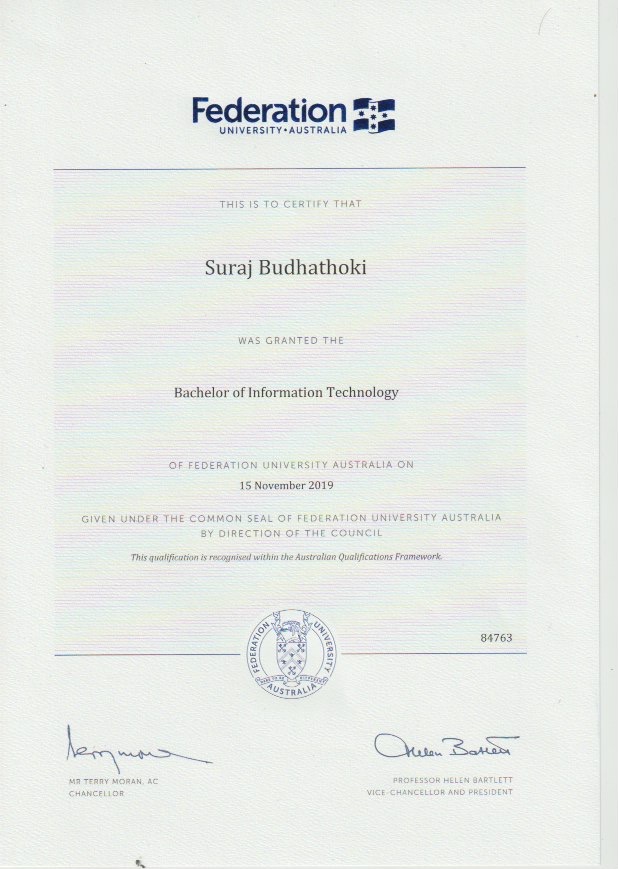 Federation
UNIVERSITY • AUSTRALIA
THIS IS TO CERTIFY THAT
Suraj Budhathoki
WAS GRANTED THE
Bachelor of Information Technology
OF FEDERATION UNIVERSITY AUSTRALIA ON
15 November 2019
GIVEN UNDER THE COMMON SEAL OF FEDERATION UNIVERSITY AUSTRALIA
BY DIRECTION OF THE COUNCIL
This qualification is recognised within the Australian Qualifications Framework.
84763
FEDERATION UNIVERSITY
AUSTRALIA
Helen Bartlett
MR TERRY MORAN, AC
CHANCELLOR
PROFESSOR HELEN BARTLETT
VICE-CHANCELLOR AND PRESIDENT